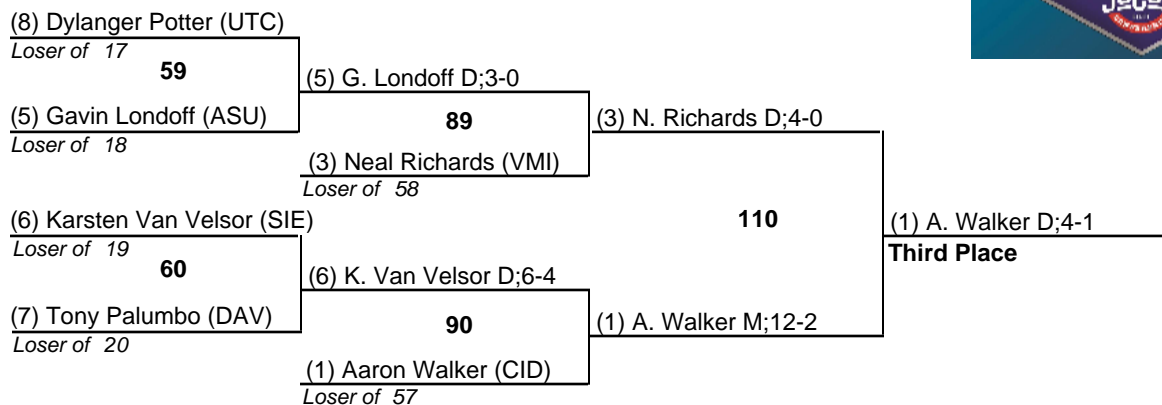 (8) Dylanger Potter (UTC)
Loser of 17
59
(5) G. Londoff D;3-0
(5) Gavin Londoff (ASU)
Loser of 18
89
(3) N. Richards D;4-0
(3) Neal Richards (VMI)
Loser of 58
(6) Karsten Van Velsor (SIE)
Loser of 19
110
(1) A. Walker D;4-1
Third Place
60
(6) K. Van Velsor D;6-4
(7) Tony Palumbo (DAV)
Loser of 20
90
(1) A. Walker M;12-2
(1) Aaron Walker (CID)
Loser of 57